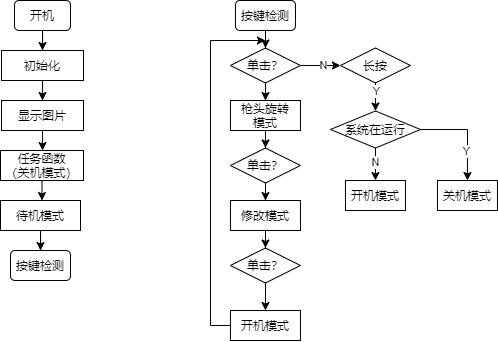 开机
初始化
显示图片
任务函数
（关机模式）
待机模式
按键检测
按键检测
单击？
N
长按
Y
枪头旋转
模式
系统在运行
单击？
N
Y
修改模式
开机模式
关机模式
单击？
开机模式